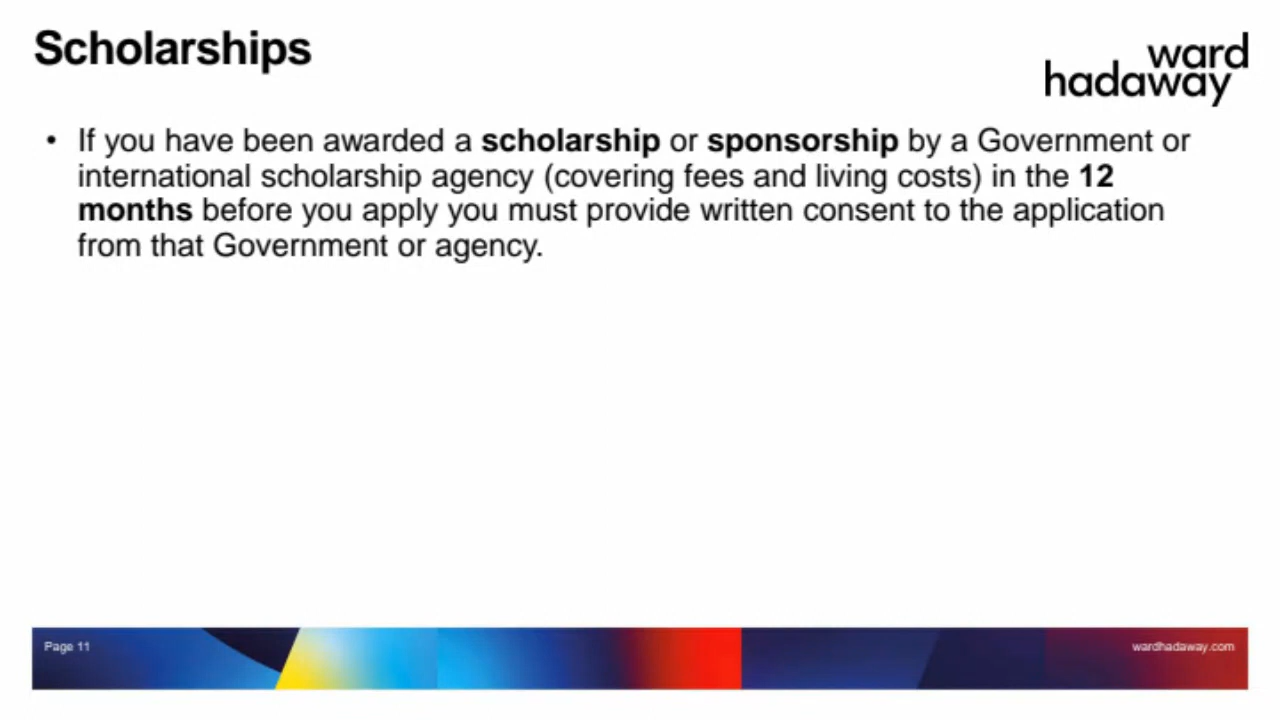 Scholarships
ward
hadaway
• If you have been awarded a scholarship or sponsorship by a Government or
international scholarship agency (covering fees and living costs) in the 12
months before you apply you must provide written consent to the application
from that Government or agency.
Page 11
wardhadaway.com